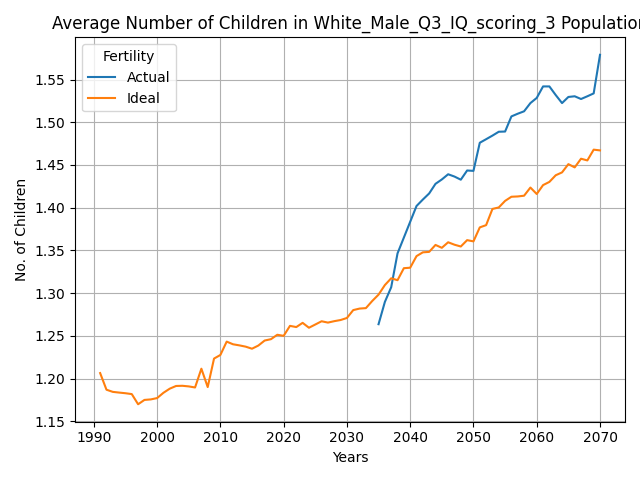 Average Number of Children in White_Male_Q3_IQ_scoring_3 Population
Fertility
Actual
Ideal
No. of Children
1.55
1.50
1.45
1.40
1.35
1.30
1.25
1.20
1.15
1990 2000 2010 2020 2030 2040 2050 2060 2070
Years